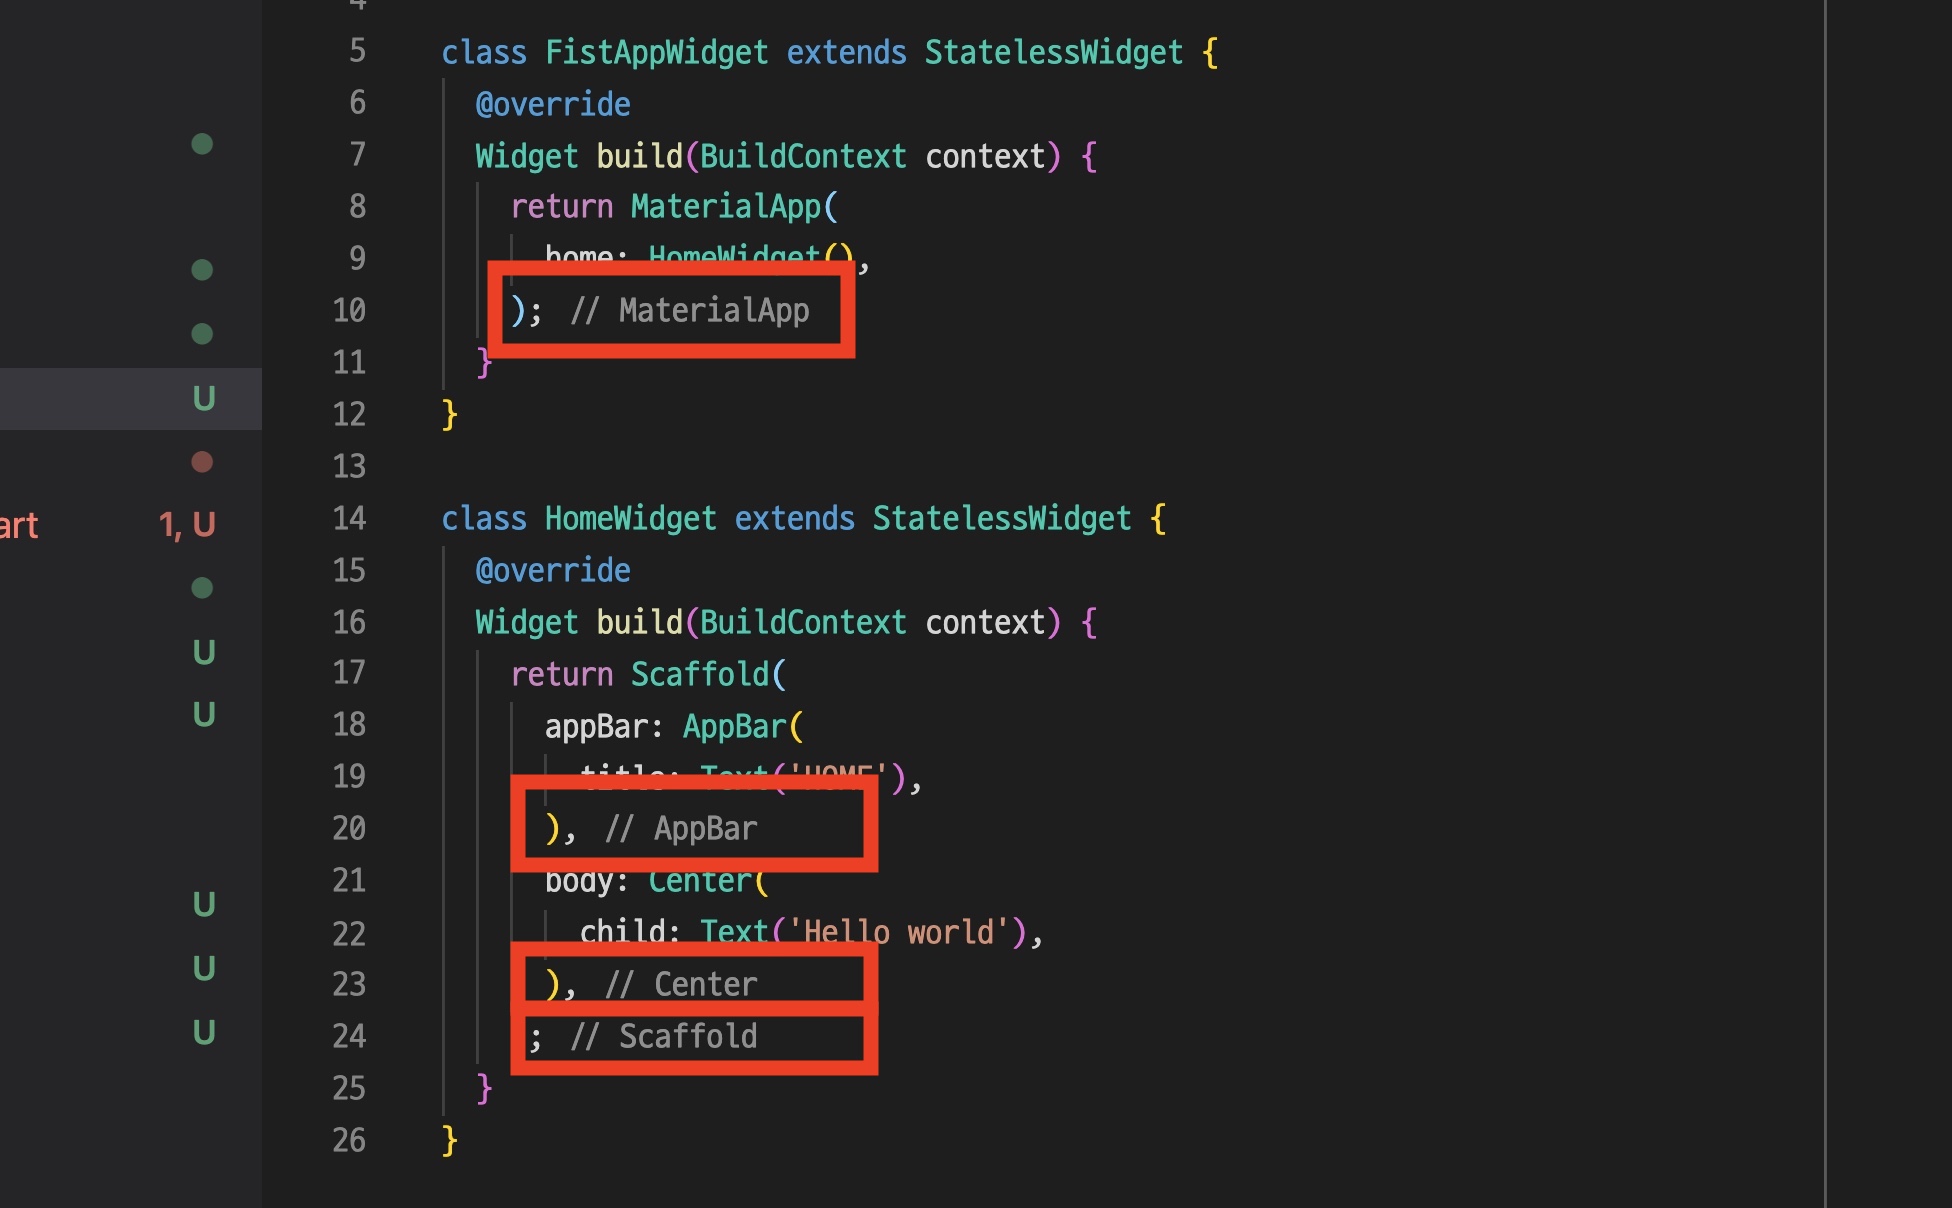 4
5 class FistAppWidget extends StatelessWidget {
6 @override
7 Widget build(BuildContext context) {
8 return MaterialApp(
9 home: HomeWidget(),
10 ); // MaterialApp
11 }
12 }
13
14 class HomeWidget extends StatelessWidget {
15 @override
16 Widget build(BuildContext context) {
17 return Scaffold(
18 appBar: AppBar(
19 title: Text('HOME'),
20 ), // AppBar
21 body: Center(
22 child: Text('Hello world'),
23 ), // Center
24 ; // Scaffold
25 }
26 }
U
art 1, U
U
U
U
U
U